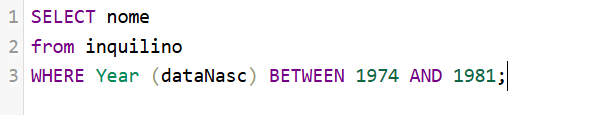 1 SELECT nome
2 from inquilino
3 WHERE Year (dataNasc) BETWEEN 1974 AND 1981;